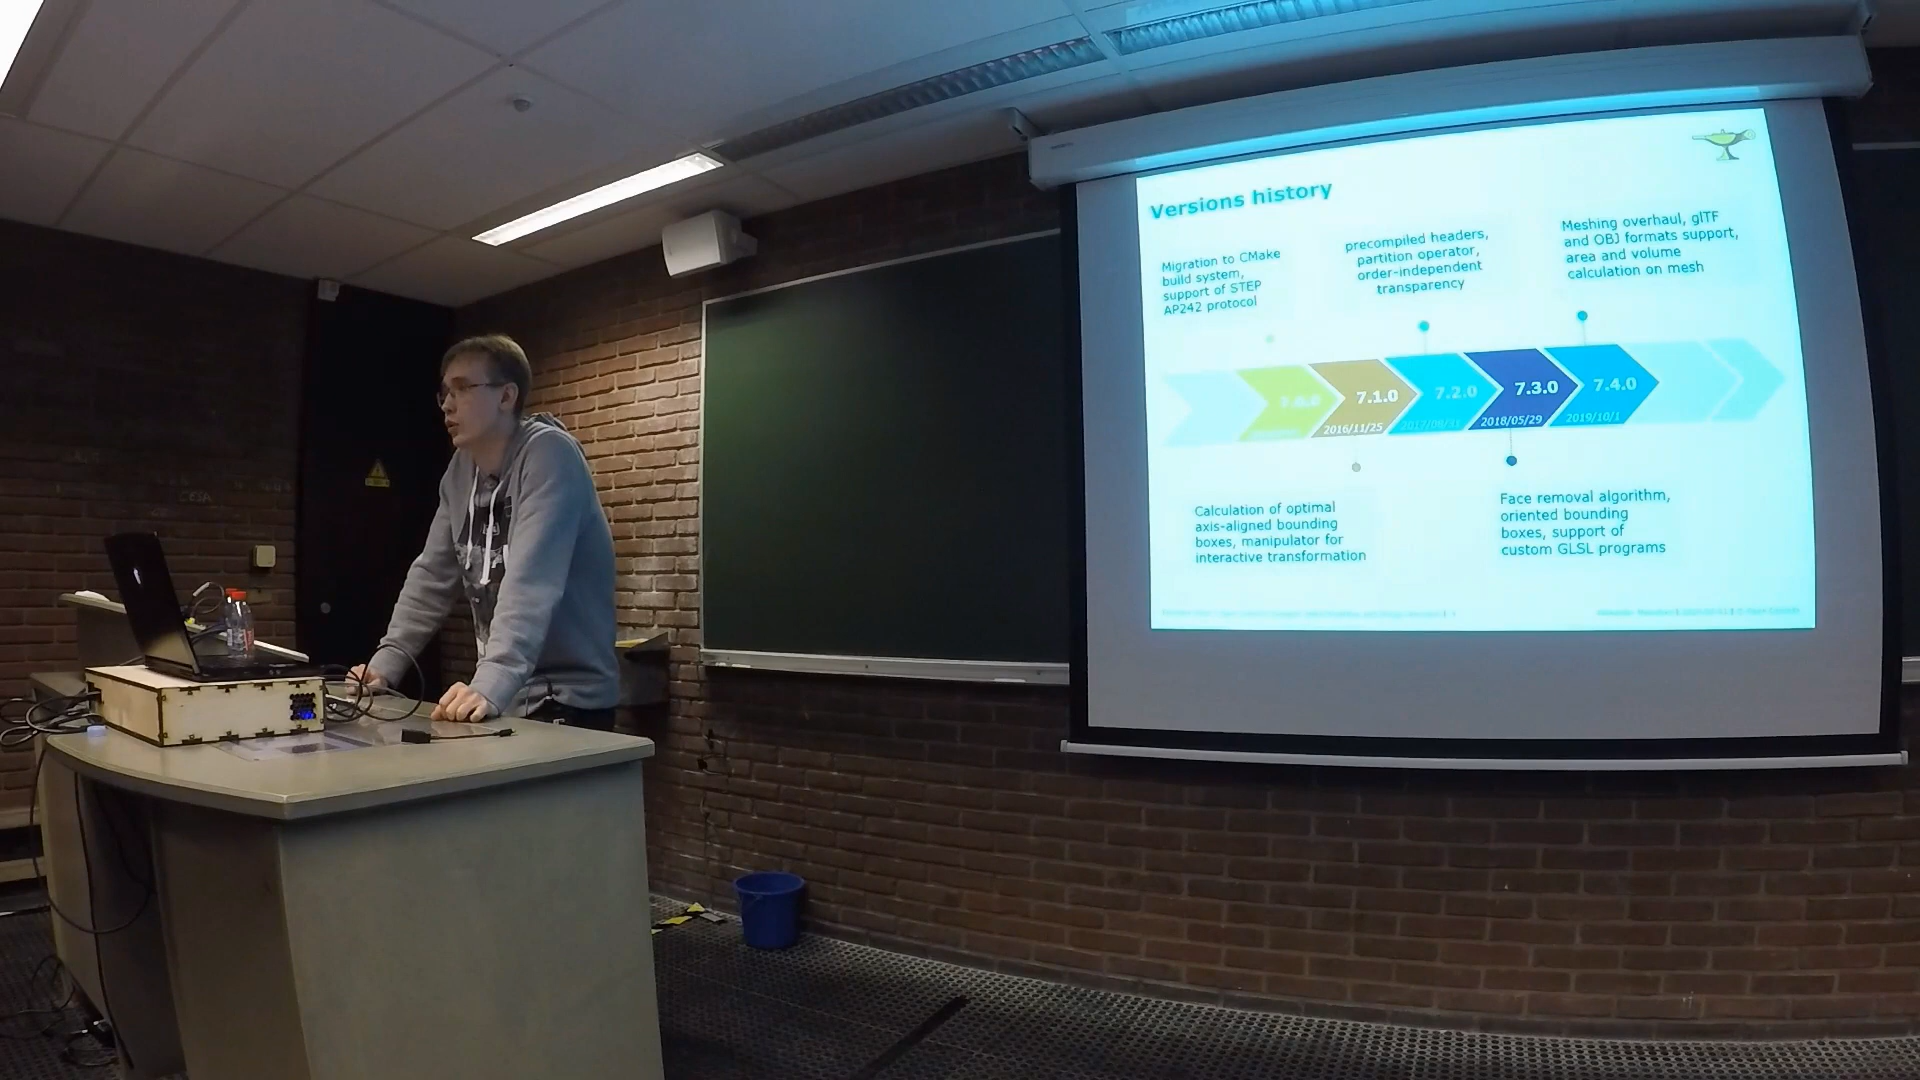 Versions history
Migration to CMake
build system,
support of STEP
AP242 protocol
precompiled headers,
partition operator,
order-independent
transparency
Meshing overhaul, glTF
and OBJ formats support,
area and volume
calculation on mesh
7.0.0
7.1.0
2016/11/25
7.2.0
7.3.0
2018/05/29
7.4.0
2019/10/1
Calculation of optimal
axis-aligned bounding
boxes, manipulator for
interactive transformation
Face removal algorithm,
oriented bounding
boxes, support of
custom GLSL programs